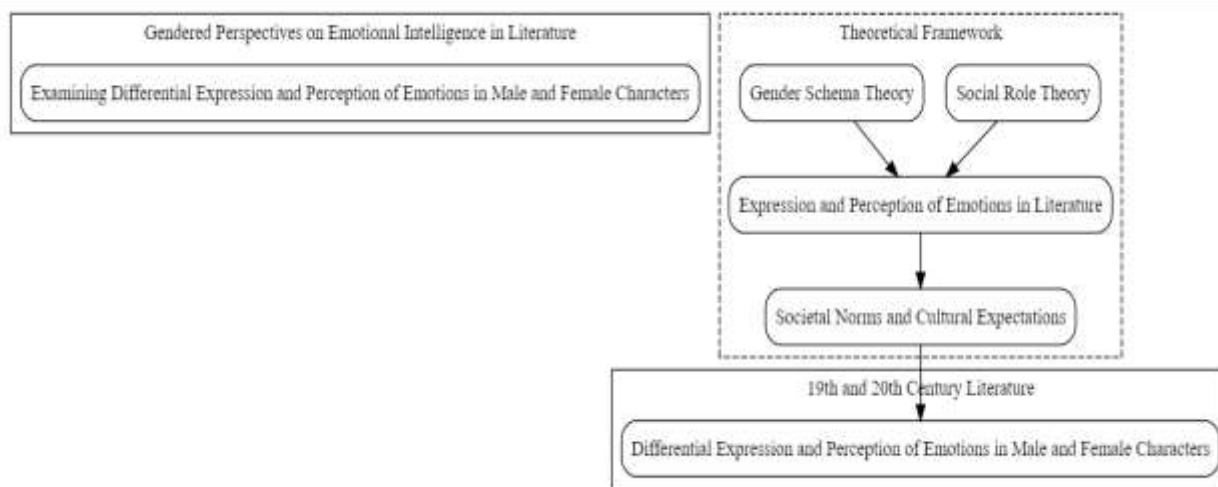 Gendered Perspectives on Emotional Intelligence in Literature
Examining Differential Expression and Perception of Emotions in Male and Female Characters
Theoretical Framework
Gender Schema Theory
Social Role Theory
Expression and Perception of Emotions in Literature
Societal Norms and Cultural Expectations
19th and 20th Century Literature
Differential Expression and Perception of Emotions in Male and Female Characters